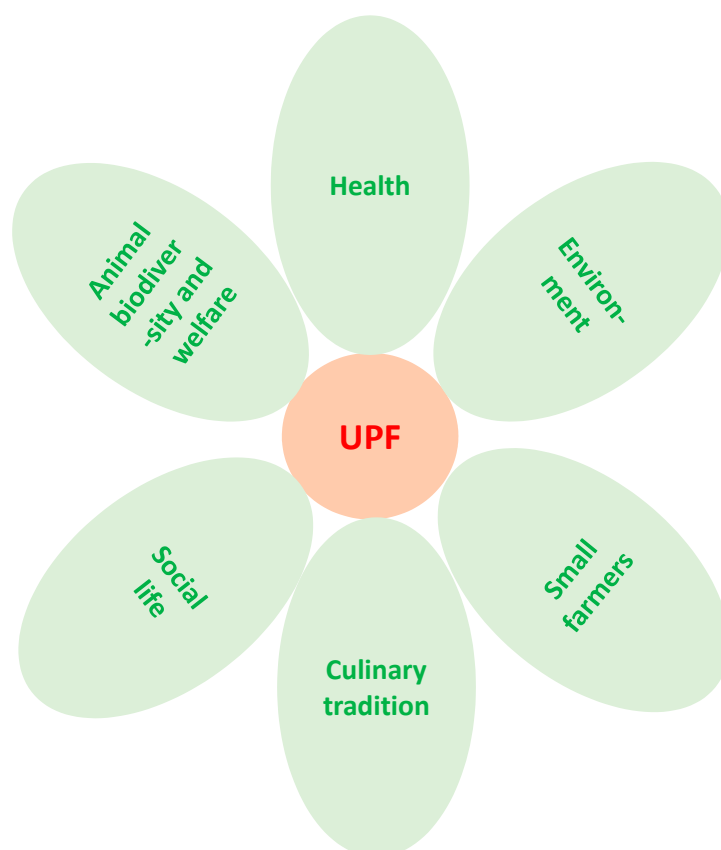 Health
Environ-
ment
Small
farmers
Culinary
tradition
Social
life
Animal
biodiver
-sity and
welfare
UPF